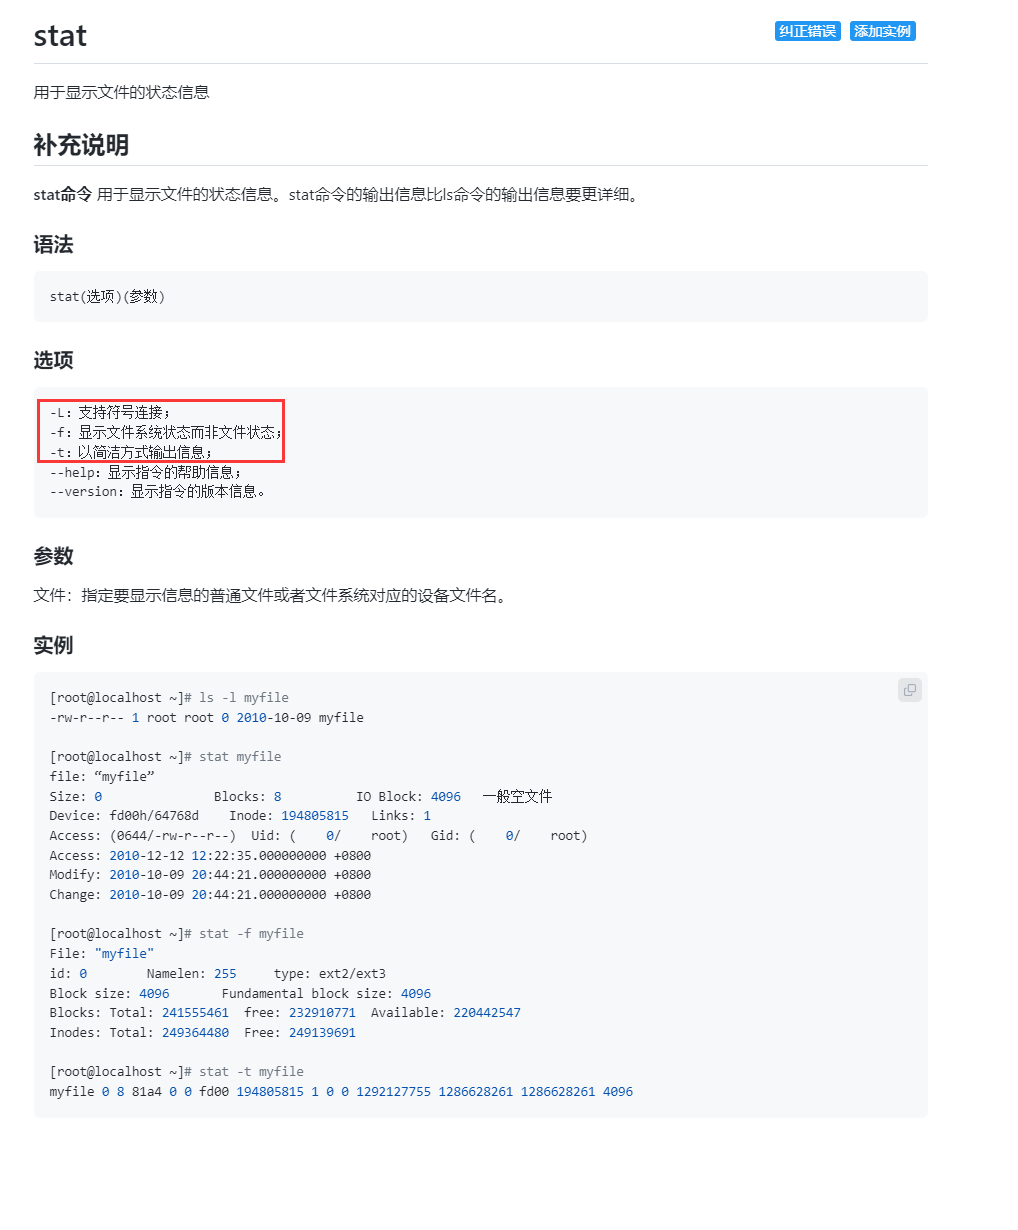 stat
纠正错误 添加实例
用于显示文件的状态信息
补充说明
stat命令 用于显示文件的状态信息。stat命令的输出信息比ls命令的输出信息要更详细。
语法
stat(选项)(参数)
选项
-L：支持符号连接；
-f：显示文件系统状态而非文件状态；
-t：以简洁方式输出信息；
--help：显示指令的帮助信息；
--version：显示指令的版本信息。
参数
文件：指定要显示信息的普通文件或者文件系统对应的设备文件名。
实例
[root@localhost ~]# ls -l myfile
-rw-r--r-- 1 root root 0 2010-10-09 myfile
[root@localhost ~]# stat myfile
file: “myfile”
Size: 0               Blocks: 8          IO Block: 4096   一般空文件
Device: fd00h/64768d    Inode: 194805815   Links: 1
Access: (0644/-rw-r--r--)  Uid: (    0/    root)   Gid: (    0/    root)
Access: 2010-12-12 12:22:35.000000000 +0800
Modify: 2010-10-09 20:44:21.000000000 +0800
Change: 2010-10-09 20:44:21.000000000 +0800
[root@localhost ~]# stat -f myfile
File: "myfile"
id: 0        Namelen: 255     type: ext2/ext3
Block size: 4096       Fundamental block size: 4096
Blocks: Total: 241555461  free: 232910771  Available: 220442547
Inodes: Total: 249364480  Free: 249139691
[root@localhost ~]# stat -t myfile
myfile 0 8 81a4 0 0 fd00 194805815 1 0 0 1292127755 1286628261 1286628261 4096